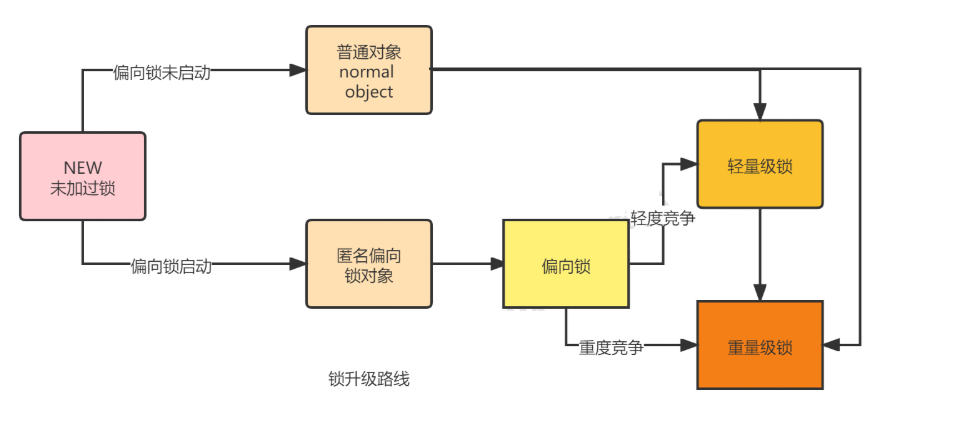 普通对象
normal
object
偏向锁未启动
NEW
未加过锁
轻量级锁
轻度竞争
偏向锁启动
匿名偏向
锁对象
偏向锁
重度竞争
重量级锁
锁升级路线